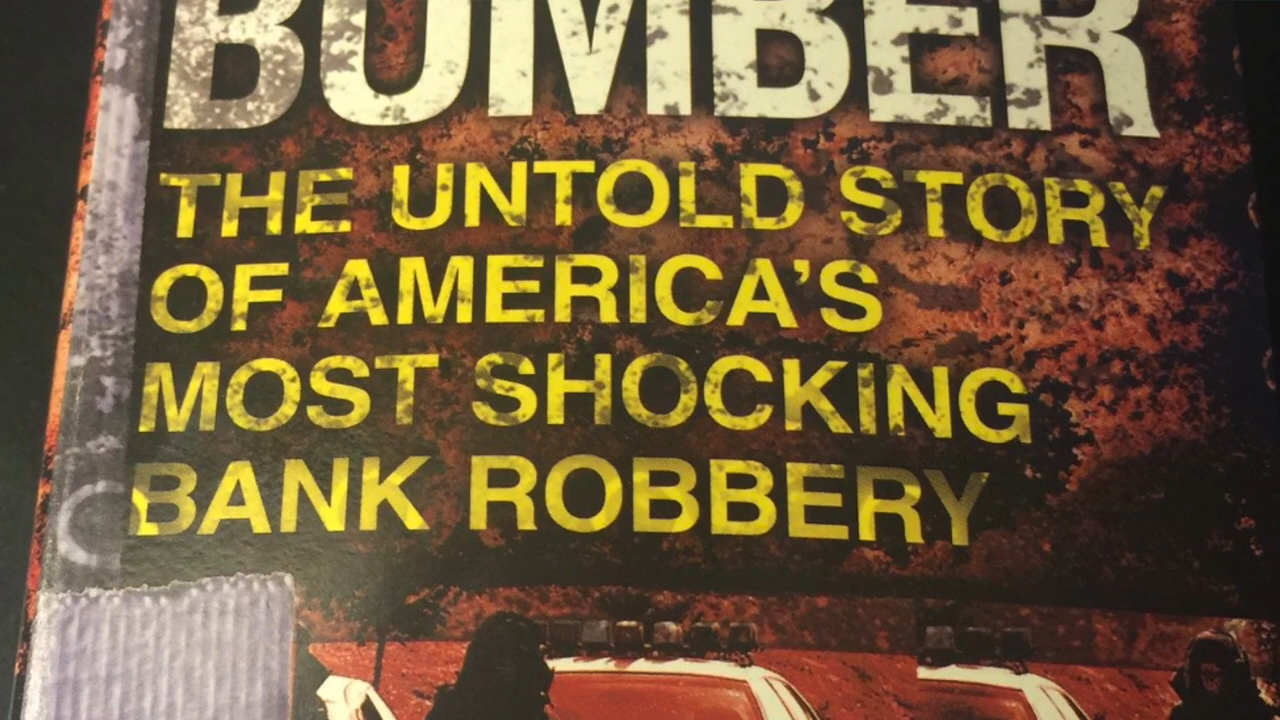 BOMBER
THE UNTOLD STORY
OF AMERICA'S
MOST SHOCKING
BANK ROBBERY